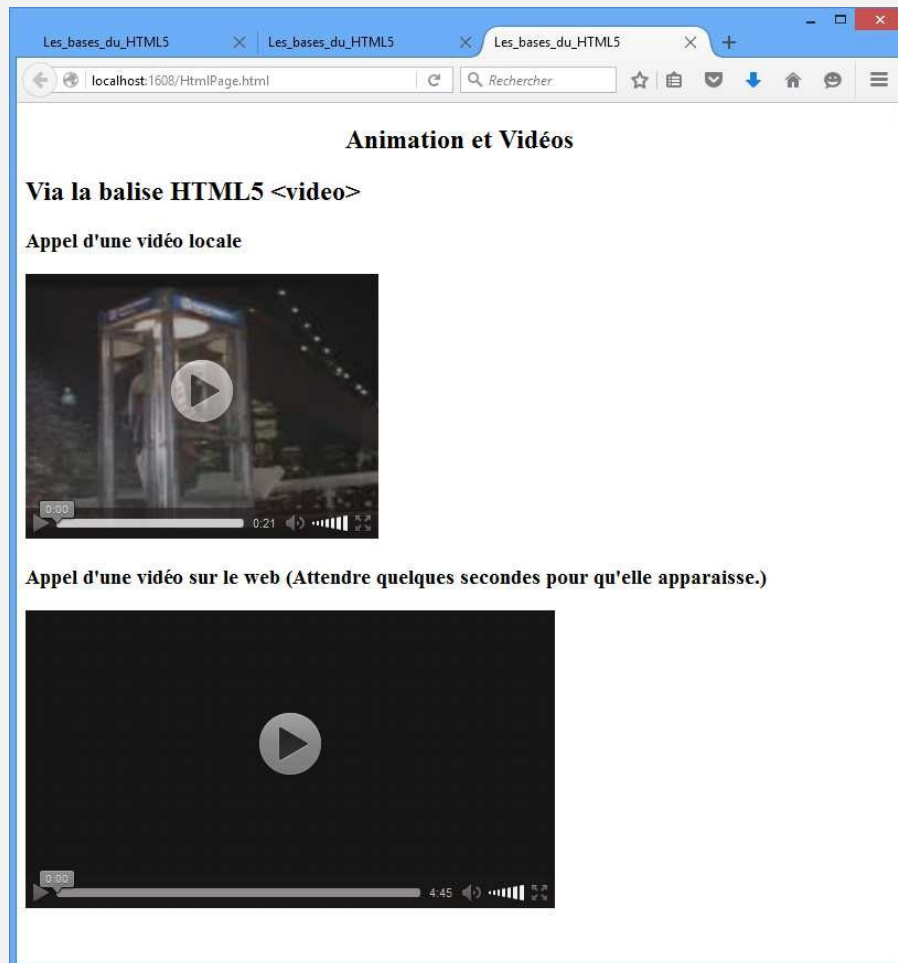 Les_bases_du_HTML5 Les_bases_du_HTML5 Les_bases_du_HTML5
localhost:1608/HtmlPage.html Rechercher
Animation et Vidéos
Via la balise HTML5 <video>
Appel d'une vidéo locale
0:00
0:21
Appel d'une vidéo sur le web (Attendre quelques secondes pour qu'elle apparaisse.)
0:00
4:45